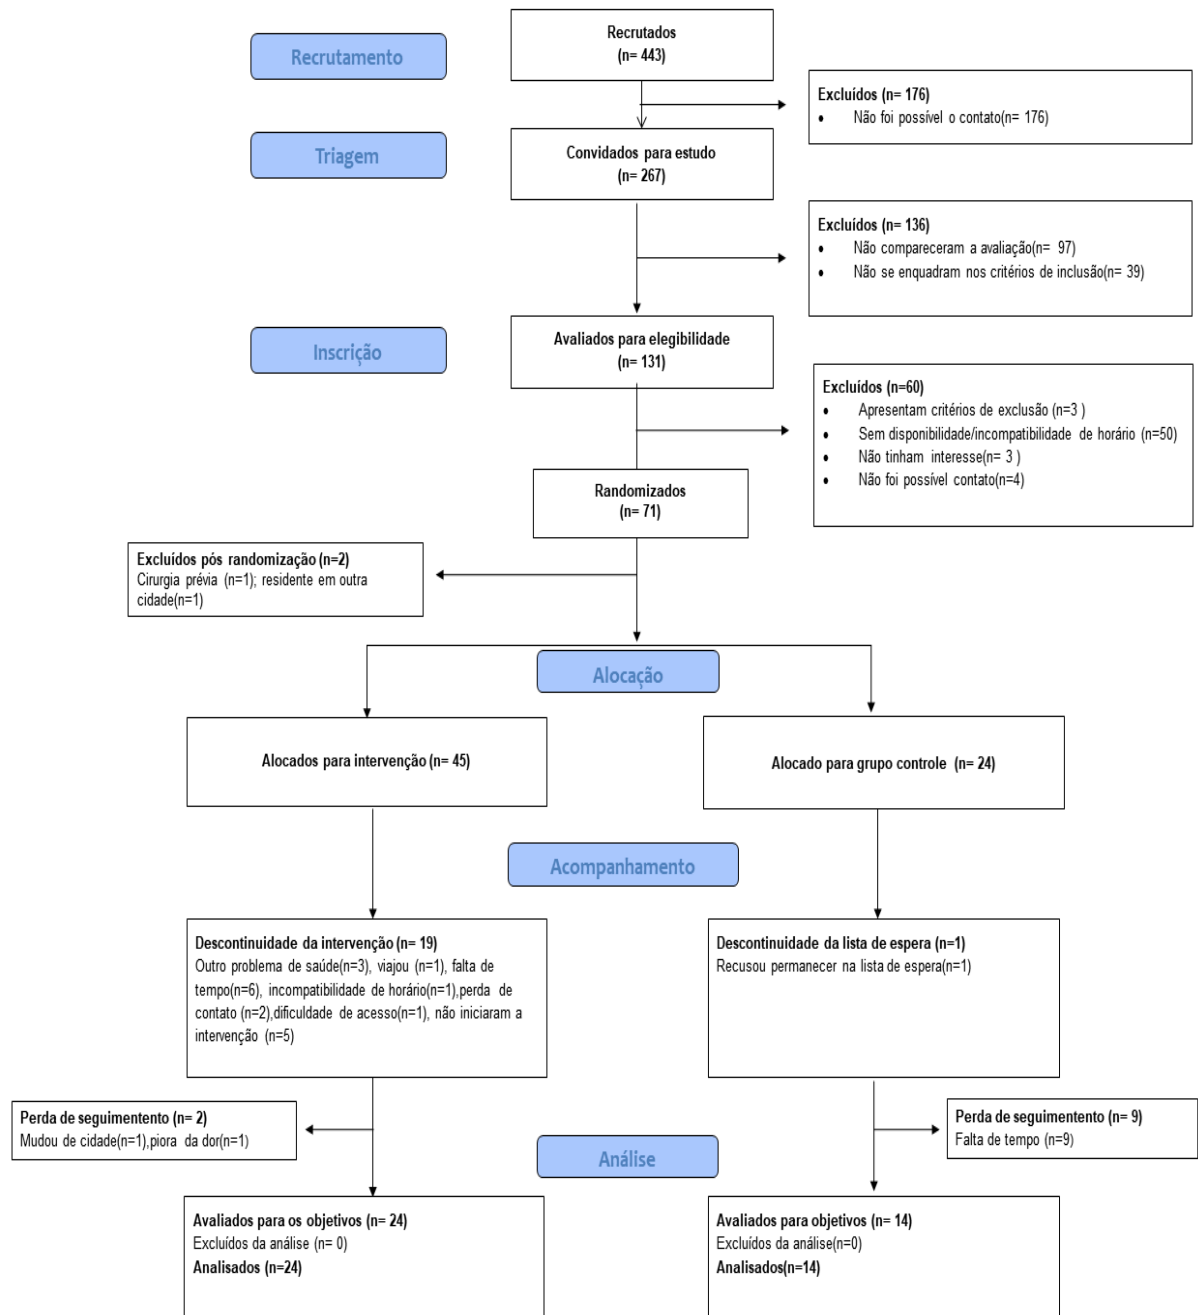 Recrutamento
Recrutados
(n= 443)
Excluídos (n= 176)
• Não foi possível o contato(n= 176)
Triagem
Convidados para estudo
(n= 267)
Excluídos (n= 136)
• Não compareceram a avaliação(n= 97)
• Não se enquadram nos critérios de inclusão(n= 39)
Inscrição
Avaliados para elegibilidade
(n= 131)
Excluídos (n=60)
• Apresentam critérios de exclusão (n=3 )
• Sem disponibilidade/incompatibilidade de horário (n=50)
• Não tinham interesse(n= 3 )
• Não foi possível contato(n=4)
Randomizados
(n= 71)
Excluídos pós randomização (n=2)
Cirurgia prévia (n=1); residente em outra
cidade(n=1)
Alocação
Alocados para intervenção (n= 45)
Alocado para grupo controle (n= 24)
Acompanhamento
Descontinuidade da intervenção (n= 19)
Outro problema de saúde(n=3), viajou (n=1), falta de
tempo(n=6), incompatibilidade de horário(n=1),perda de
contato (n=2),dificuldade de acesso(n=1), não iniciaram a
intervenção (n=5)
Descontinuidade da lista de espera (n=1)
Recusou permanecer na lista de espera(n=1)
Perda de seguimentento (n= 2)
Mudou de cidade(n=1),piora da dor(n=1)
Perda de seguimentento (n= 9)
Falta de tempo (n=9)
Análise
Avaliados para os objetivos (n= 24)
Excluídos da análise (n= 0)
Analisados (n=24)
Avaliados para objetivos (n= 14)
Excluídos da análise(n=0)
Analisados(n=14)